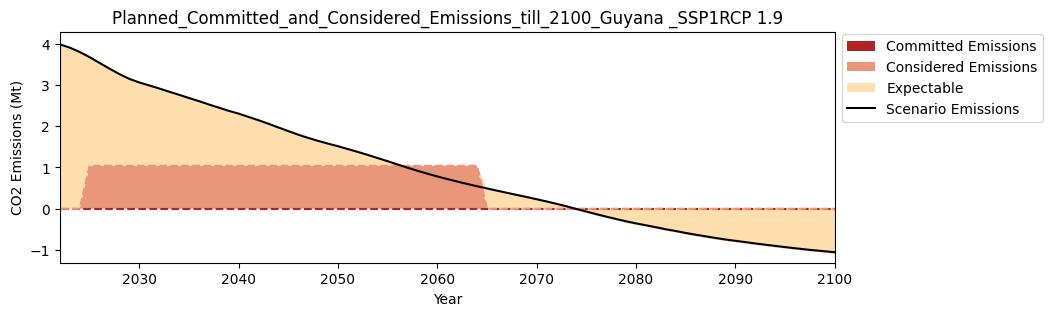 Planned_Committed_and_Considered_Emissions_till_2100_Guyana _SSP1RCP 1.9
Committed Emissions
Considered Emissions
Expectable
Scenario Emissions
CO2 Emissions (Mt)
4
3
2
1
0
−1
2030
2040
2050
2060
2070
2080
2090
2100
Year